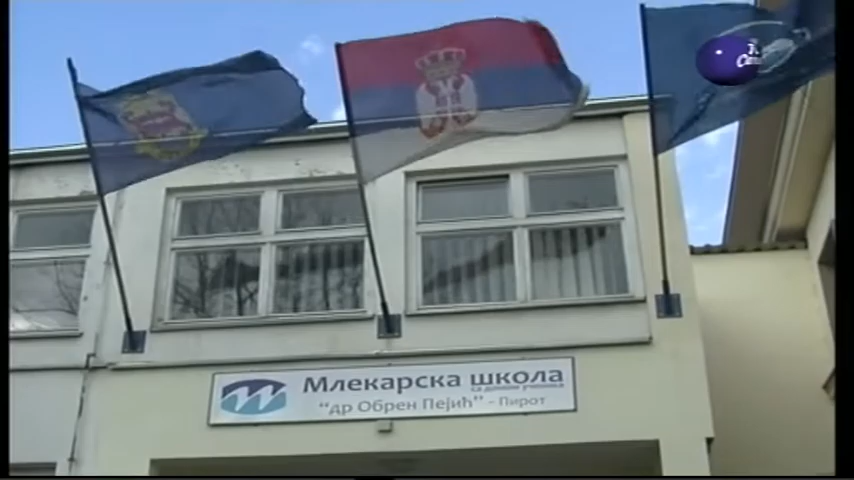 Млекарска школа
са домом ученика
"др Обрен Пејић" - Пирот